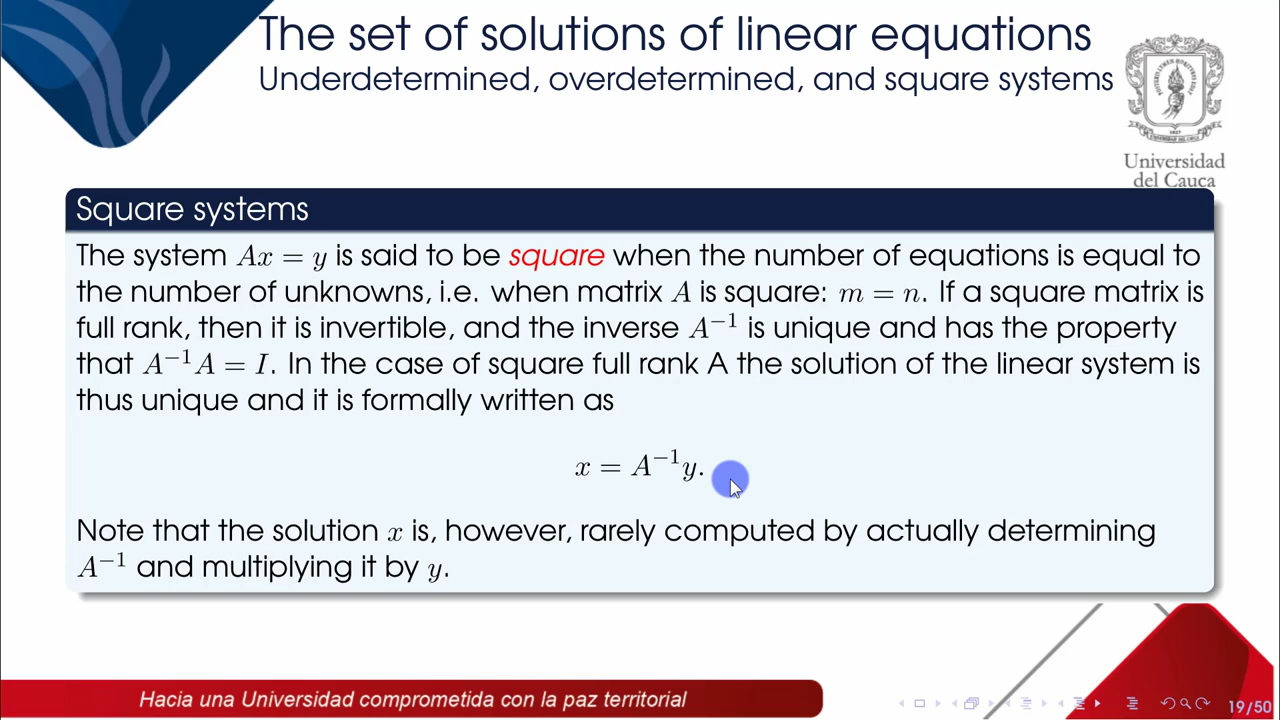 The set of solutions of linear equations
Underdetermined, overdetermined, and square systems
Universidad
del Cauca
Square systems
The system Ax = y is said to be square when the number of equations is equal to
the number of unknowns, i.e. when matrix A is square: m = n. If a square matrix is
full rank, then it is invertible, and the inverse A⁻¹ is unique and has the property
that A⁻¹A = I. In the case of square full rank A the solution of the linear system is
thus unique and it is formally written as
x = A⁻¹y.
Note that the solution x is, however, rarely computed by actually determining
A⁻¹ and multiplying it by y.
Hacia una Universidad comprometida con la paz territorial
19/50